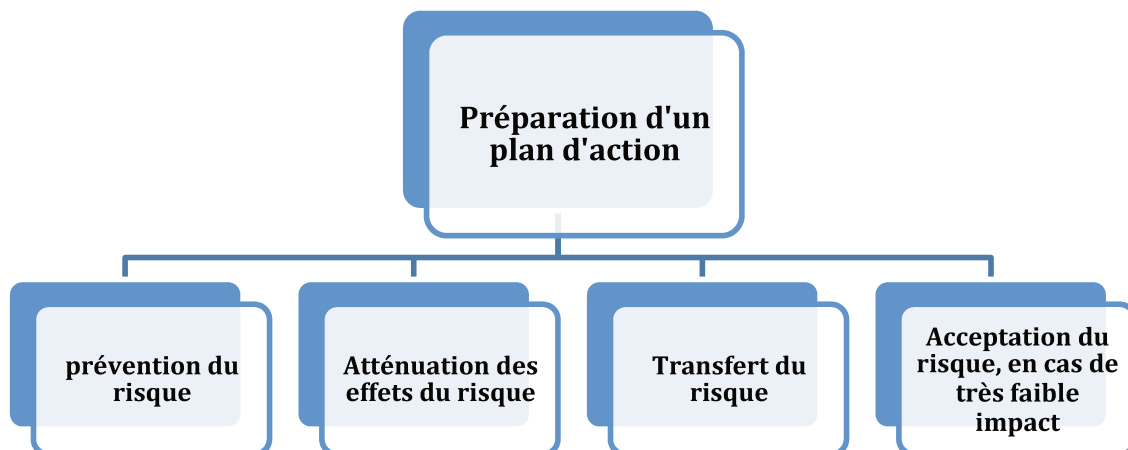 Préparation d'un
plan d'action
prévention du
risque
Atténuation des
effets du risque
Transfert du
risque
Acceptation du
risque, en cas de
très faible
impact